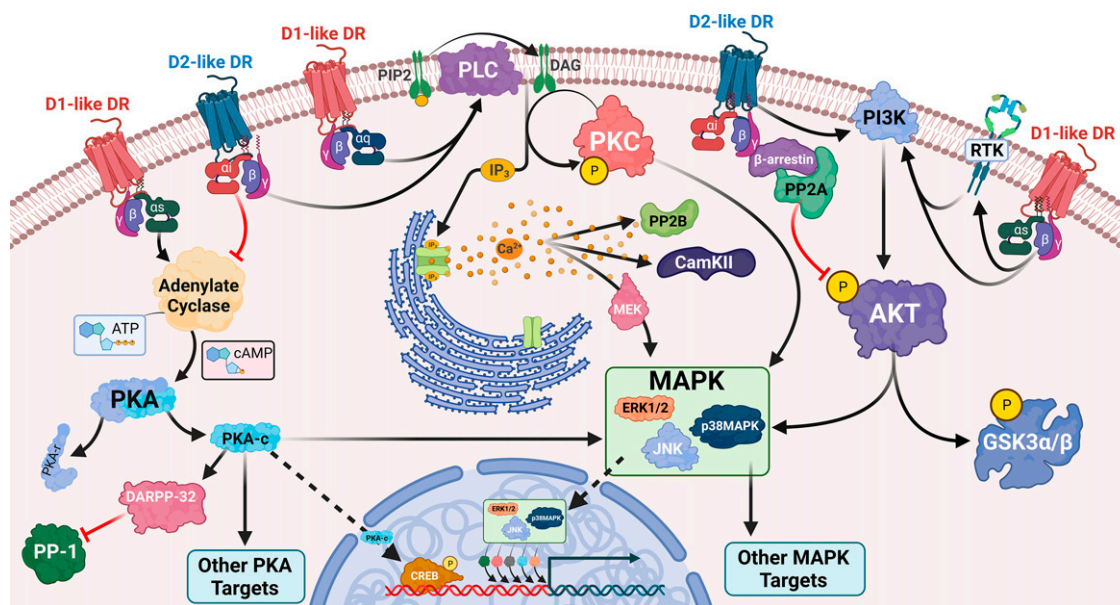 D1-like DR
D2-like DR
D1-like DR
PIP2
PLC
DAG
D2-like DR
D1-like DR
αs
β
γ
αi
β
γ
αq
β
γ
PKC
P
IP₃
αi
β
γ
β-arrestin
PP2A
PI3K
RTK
αs
β
γ
IP₃
IP₃
Ca²⁺
PP2B
CamKII
MEK
Adenylate
Cyclase
ATP
cAMP
P
AKT
PKA
PKA-r
PKA-c
MAPK
ERK1/2
JNK
p38MAPK
P
GSK3α/β
DARPP-32
PP-1
Other PKA
Targets
PKA-c
CREB
P
ERK1/2
JNK
p38MAPK
Other MAPK
Targets